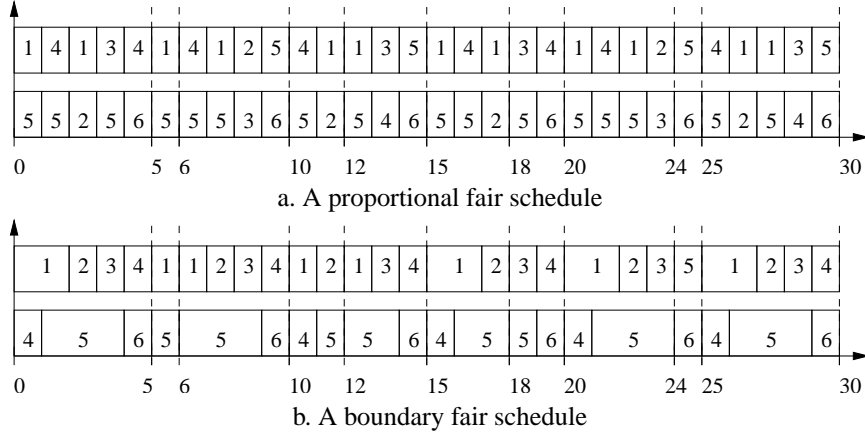 1 4 1 3 4 1 4 1 2 5 4 1 1 3 5 1 4 1 3 4 1 4 1 2 5 4 1 1 3 5
5 5 2 5 6 5 5 5 3 6 5 2 5 4 6 5 5 2 5 6 5 5 5 3 6 5 2 5 4 6
0 5 6 10 12 15 18 20 24 25 30
a. A proportional fair schedule
1 2 3 4 1 1 2 3 4 1 2 1 3 4 1 2 3 4 1 2 3 5 1 2 3 4
4 5 6 5 5 6 4 5 5 6 4 5 5 6 4 5 6 4 5 6
0 5 6 10 12 15 18 20 24 25 30
b. A boundary fair schedule